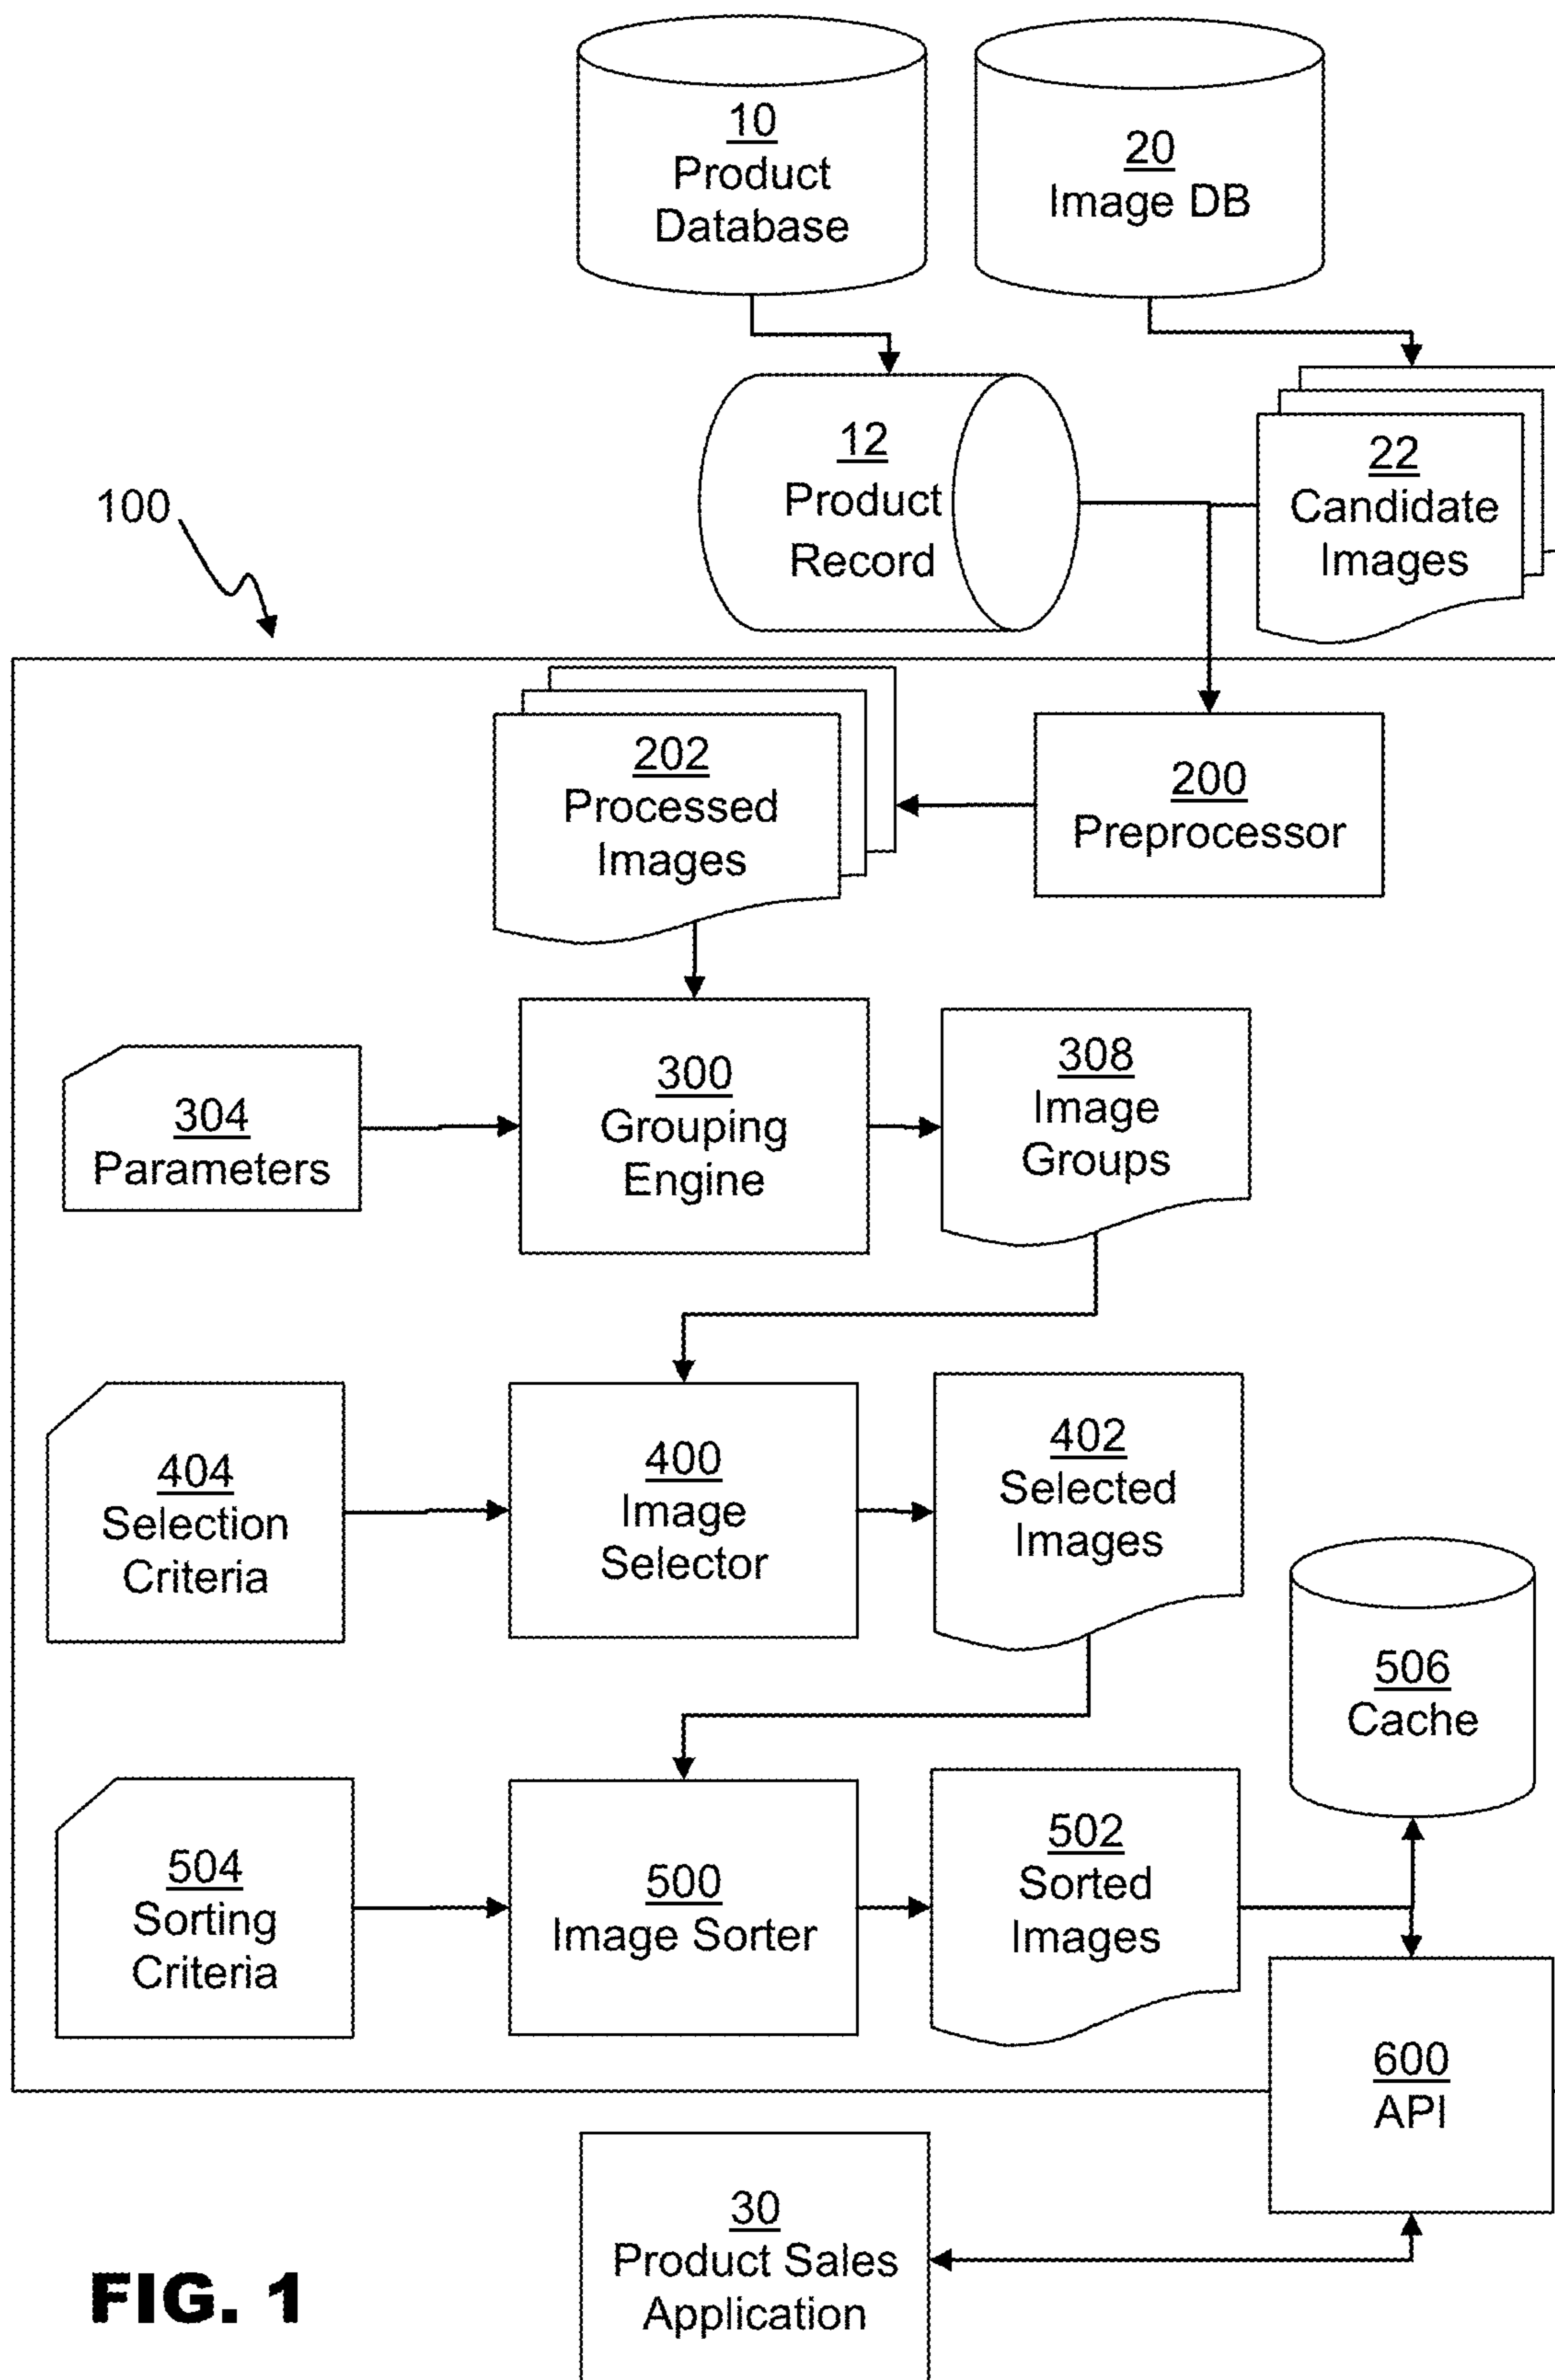 10
Product
Database
20
Image DB
12
Product
Record
22
Candidate
Images
100
202
Processed
Images
200
Preprocessor
304
Parameters
300
Grouping
Engine
308
Image
Groups
404
Selection
Criteria
400
Image
Selector
402
Selected
Images
506
Cache
504
Sorting
Criteria
500
Image Sorter
502
Sorted
Images
600
API
30
Product Sales
Application
FIG. 1